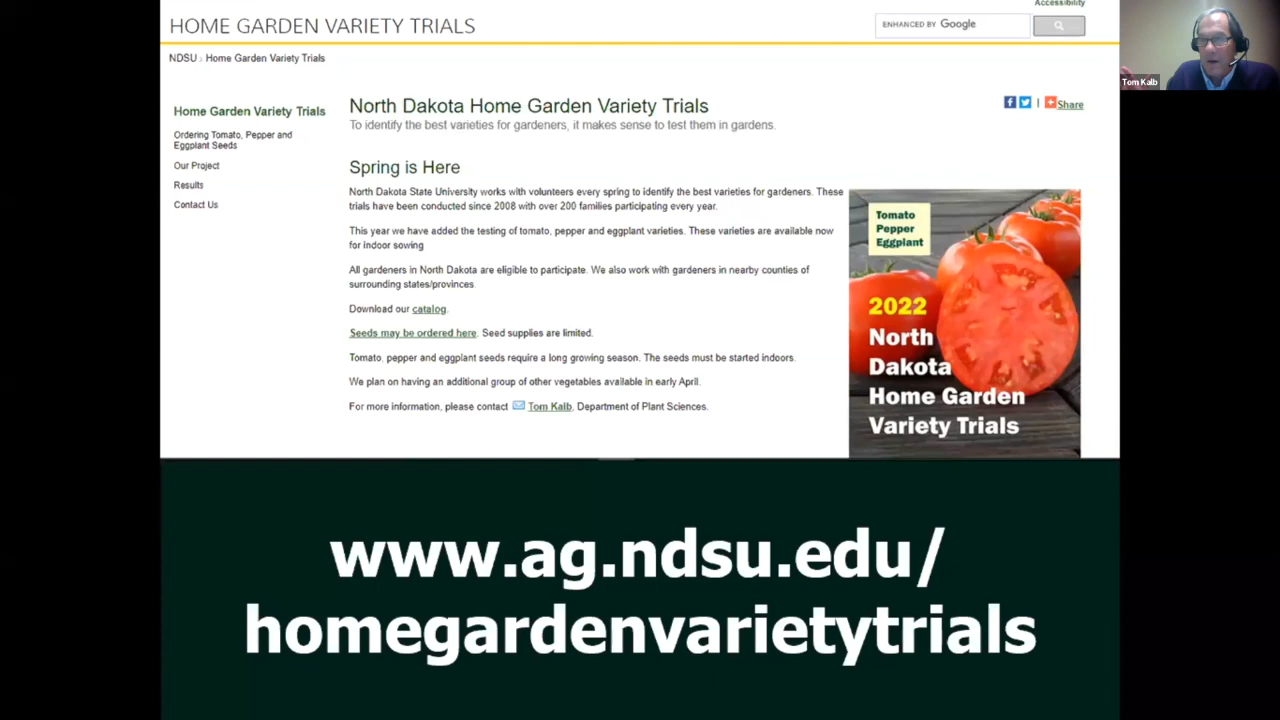 Accessibility
HOME GARDEN VARIETY TRIALS
ENHANCED BY Google
NDSU › Home Garden Variety Trials
Tom Kalb
Home Garden Variety Trials
Ordering Tomato, Pepper and
Eggplant Seeds
Our Project
Results
Contact Us
North Dakota Home Garden Variety Trials
To identify the best varieties for gardeners, it makes sense to test them in gardens.
Share
Spring is Here
North Dakota State University works with volunteers every spring to identify the best varieties for gardeners. These
trials have been conducted since 2008 with over 200 families participating every year.
This year we have added the testing of tomato, pepper and eggplant varieties. These varieties are available now
for indoor sowing
All gardeners in North Dakota are eligible to participate. We also work with gardeners in nearby counties of
surrounding states/provinces.
Download our catalog.
Seeds may be ordered here. Seed supplies are limited.
Tomato, pepper and eggplant seeds require a long growing season. The seeds must be started indoors.
We plan on having an additional group of other vegetables available in early April.
For more information, please contact Tom Kalb, Department of Plant Sciences.
Tomato
Pepper
Eggplant
2022
North
Dakota
Home Garden
Variety Trials
www.ag.ndsu.edu/
homegardenvarietytrials